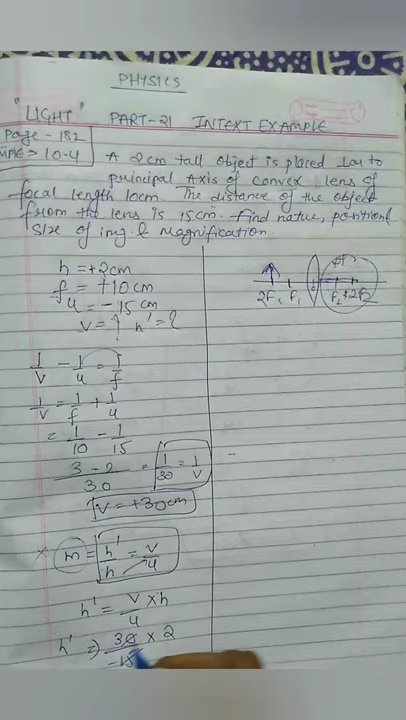 PHYSICS
"LIGHT" PART-21 INTEXT EXAMPLE
Page - 182
MPLE > 10.4
A 2cm tall object is placed Lar to
principal Axis of convex lens of
focal length 10cm. The distance of the object
from the lens is 15cm. Find nature, position &
Size of img. & Magnification.
h = +2cm
f = +10cm
u = - 15 cm
v = ? h' = ?
2F1 F1 F2 2F2
1/v - 1/u = 1/f
1/v = 1/f + 1/u
= 1/10 - 1/15
3 - 2/30 = 1/30 = 1/v
v = +30cm
m = h'/h = v/u
h' = v/u × h
h' => 30/-15 × 2